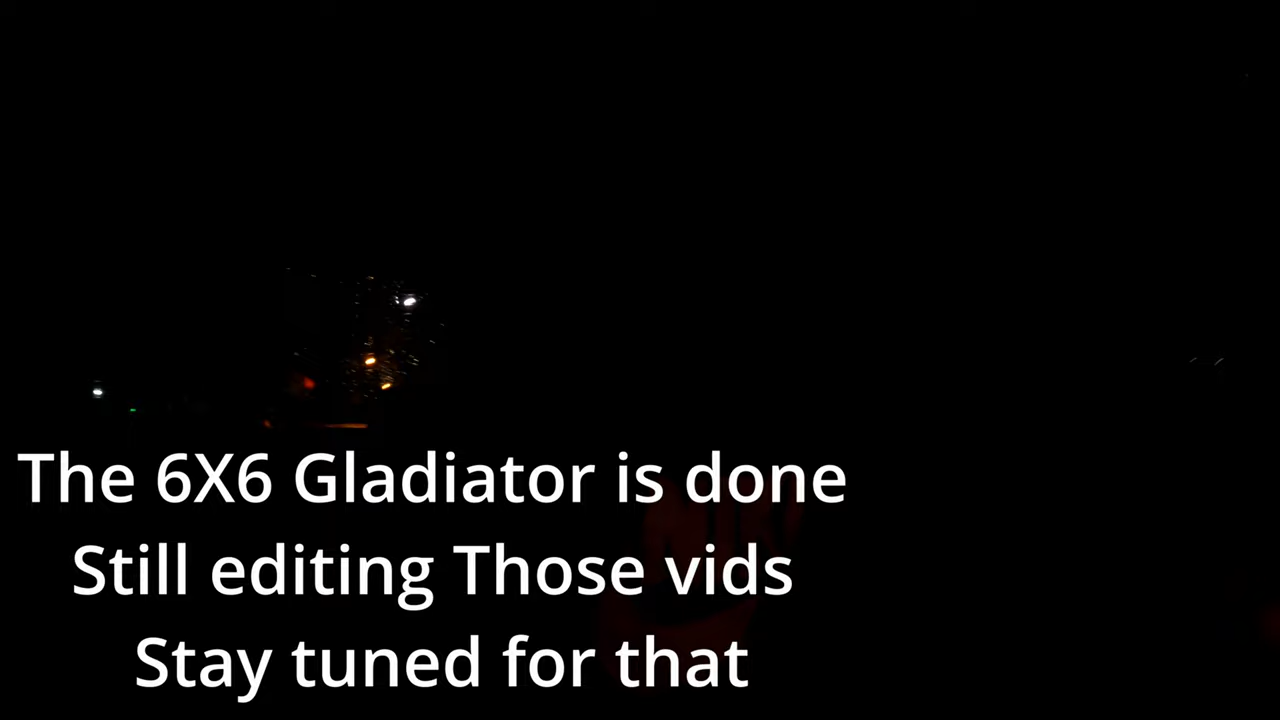 The 6X6 Gladiator is done
Still editing Those vids
Stay tuned for that